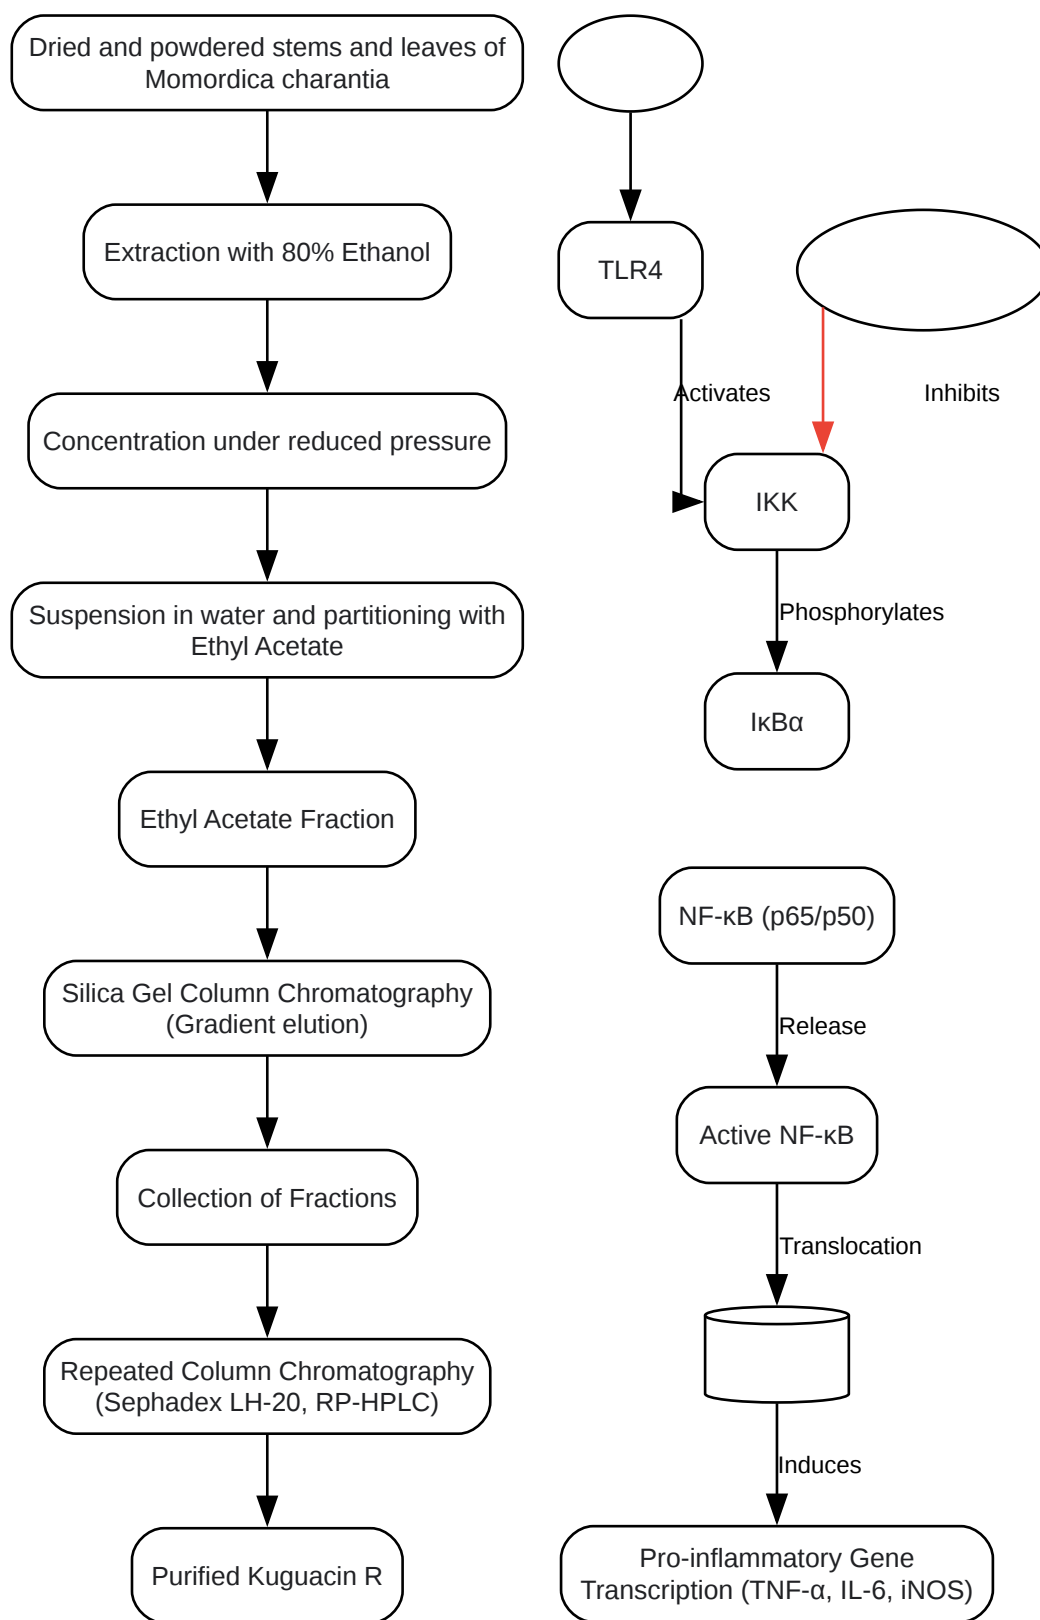 Dried and powdered stems and leaves of
Momordica charantia
Extraction with 80% Ethanol
Concentration under reduced pressure
Suspension in water and partitioning with
Ethyl Acetate
Ethyl Acetate Fraction
Silica Gel Column Chromatography
(Gradient elution)
Collection of Fractions
Repeated Column Chromatography
(Sephadex LH-20, RP-HPLC)
Purified Kuguacin R
TLR4
Activates
Inhibits
IKK
Phosphorylates
IκBα
NF-κB (p65/p50)
Release
Active NF-κB
Translocation
Induces
Pro-inflammatory Gene
Transcription (TNF-α, IL-6, iNOS)